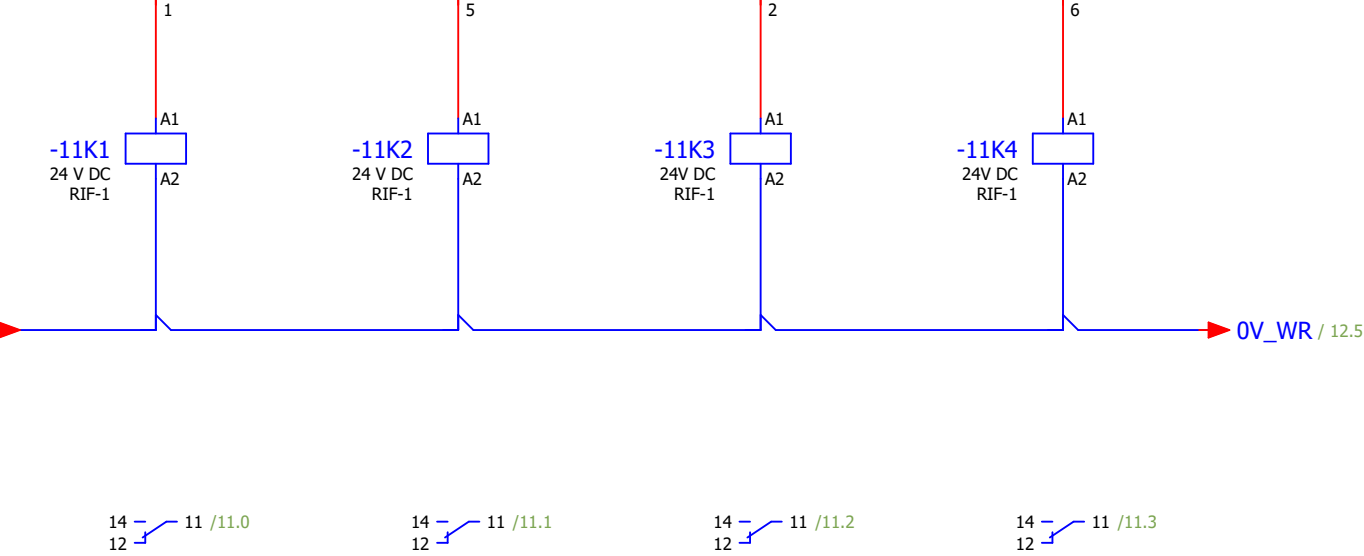 1 5 2 6
A1 A1 A1 A1
-11K1 -11K2 -11K3 -11K4
24 V DC 24 V DC 24V DC 24V DC
A2 A2 A2 A2
RIF-1 RIF-1 RIF-1 RIF-1
0V_WR / 12.5
14 11 /11.0 14 11 /11.1 14 11 /11.2 14 11 /11.3
12 12 12 12